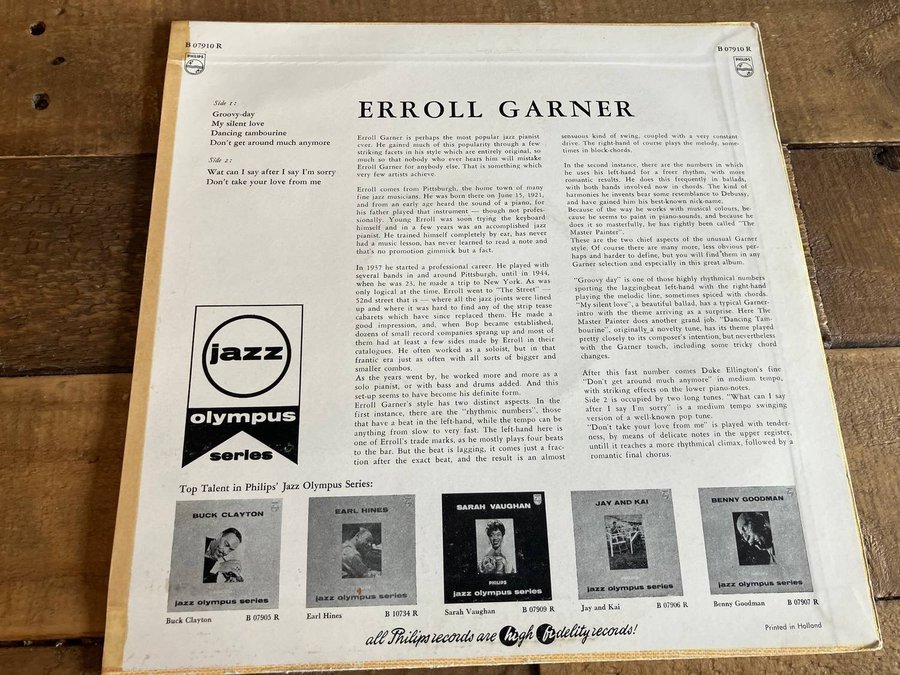 B 07910 R
B 07910 R
PHILIPS
PHILIPS
Side 1:
Groovy-day
My silent love
Dancing tambourine
Don't get around much anymore
Side 2:
Wat can I say after I say I'm sorry
Don't take your love from me
ERROLL GARNER
Erroll Garner is perhaps the most popular jazz pianist
ever. He gained much of this popularity through a few
striking facets in his style which are entirely original, so
much so that nobody who ever hears him will mistake
Erroll Garner for anybody else. That is something which
very few artists achieve.
Erroll comes from Pittsburgh, the home town of many
fine jazz musicians. He was born there on June 15, 1921,
and from an early age heard the sound of a piano, for
his father played that instrument — though not profes-
sionally. Young Erroll was soon trying the keyboard
himself and in a few years was an accomplished jazz
pianist. He trained himself completely by ear, has never
had a music lesson, has never learned to read a note and
that's no promotion gimmick but a fact.
In 1937 he started a professional career. He played with
several bands in and around Pittsburgh, until in 1944,
when he was 23, he made a trip to New York. As was
only logical at the time, Erroll went to "The Street" —
52nd street that is — where all the jazz joints were lined
up and where it was hard to find any of the strip tease
cabarets which have since replaced them. He made a
good impression, and, when Bop became established,
dozens of small record companies sprang up and most of
them had at least a few sides made by Erroll in their
catalogues. He often worked as a soloist, but in that
frantic era just as often with all sorts of bigger and
smaller combos.
As the years went by, he worked more and more as a
solo pianist, or with bass and drums added. And this
set-up seems to have become his definite form.
Erroll Garner's style has two distinct aspects. In the
first instance, there are the "rhythmic numbers", those
that have a beat in the left-hand, while the tempo can be
anything from slow to very fast. The left-hand here is
one of Erroll's trade marks, as he mostly plays four beats
to the bar. But the beat is lagging, it comes just a frac-
tion after the exact beat, and the result is an almost
sensuous kind of swing, coupled with a very constant
drive. The right-hand of course plays the melody, some-
times in block-chords.
In the second instance, there are the numbers in which
he uses his left-hand for a freer rhythm, with more
romantic results. He does this frequently in ballads,
with both hands involved now in chords. The kind of
harmonies he invents bear some resemblance to Debussy,
and have gained him his best-known nick-name.
Because of the way he works with musical colours, be-
cause he seems to paint in piano-sounds, and because he
does it so masterfully, he has rightly been called "The
Master Painter".
These are the two chief aspects of the unusual Garner
style. Of course there are many more, less obvious per-
haps and harder to define, but you will find them in any
Garner selection and especially in this great album.
"Groovy day" is one of those highly rhythmical numbers
sporting the laggingbeat left-hand with the right-hand
playing the melodic line, sometimes spiced with chords.
"My silent love", a beautiful ballad, has a typical Garner-
intro with the theme arriving as a surprise. Here The
Master Painter does another grand job. "Dancing Tam-
bourine", originally a novelty tune, has its theme played
pretty closely to its composer's intention, but nevertheless
with the Garner touch, including some tricky chord
changes.
After this fast number comes Duke Ellington's fine
"Don't get around much anymore" in medium tempo,
with striking effects on the lower piano-notes.
Side 2 is occupied by two long tunes. "What can I say
after I say I'm sorry" is a medium tempo swinging
version of a well-known pop tune.
"Don't take your love from me" is played with tender-
ness, by means of delicate notes in the upper register,
untill it reaches a more rhythmical climax, followed by a
romantic final chorus.
jazz
olympus
series
Top Talent in Philips' Jazz Olympus Series:
BUCK CLAYTON
jazz olympus series
EARL HINES
jazz olympus series
SARAH VAUGHAN
PHILIPS
jazz olympus series
JAY AND KAI
jazz olympus series
BENNY GOODMAN
jazz olympus series
Buck Clayton B 07905 R
Earl Hines B 10734 R
Sarah Vaughan B 07909 R
Jay and Kai B 07906 R
Benny Goodman B 07907 R
all Philips records are high fidelity records!
Printed in Holland